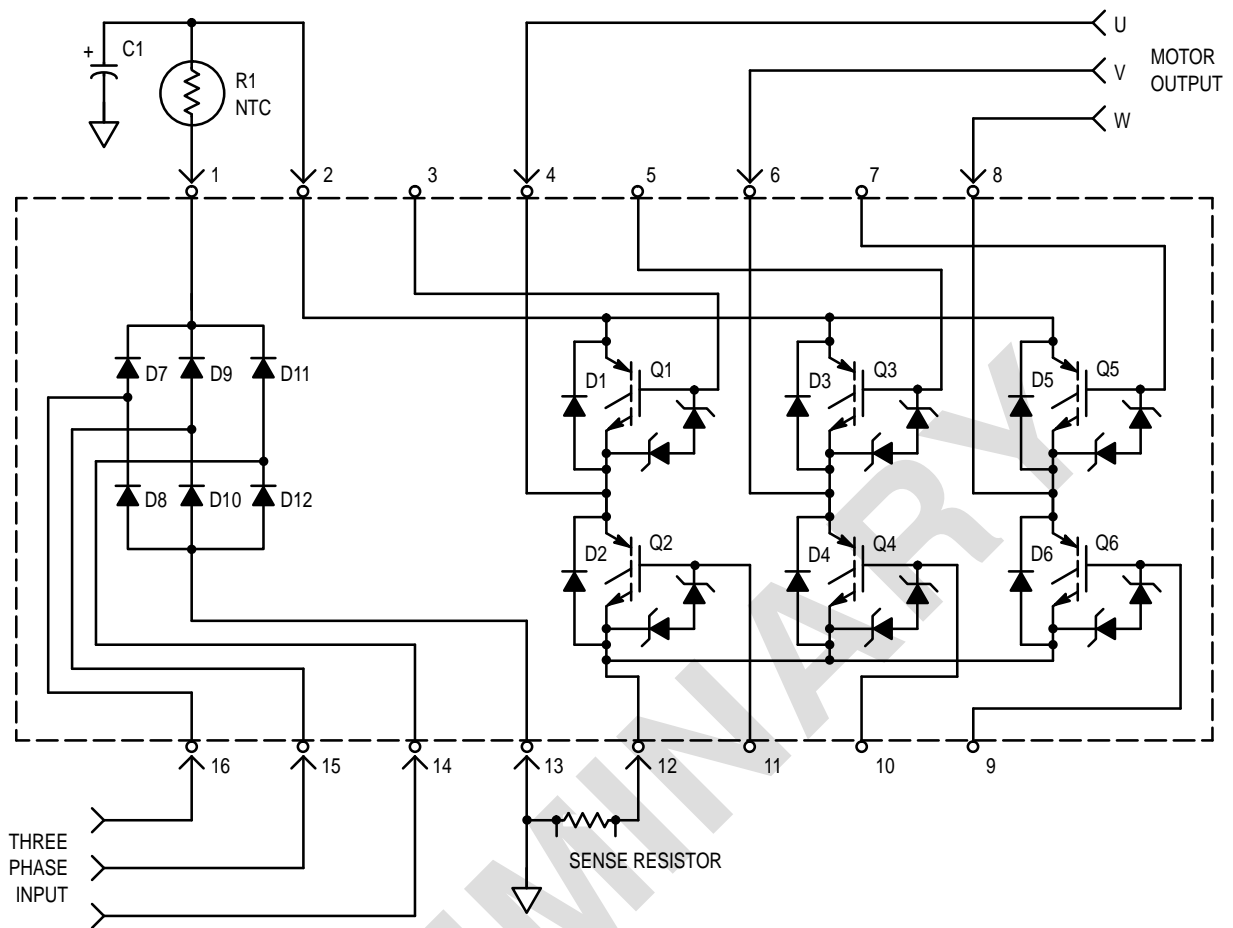 U
+
C1
MOTOR
OUTPUT
V
R1
NTC
W
1
2
3
4
5
6
7
8
D7
D9
D11
D1
Q1
D3
Q3
D5
Q5
D8
D10
D12
D2
Q2
D4
Q4
D6
Q6
16
15
14
13
12
11
10
9
THREE
PHASE
INPUT
SENSE RESISTOR
MINARY